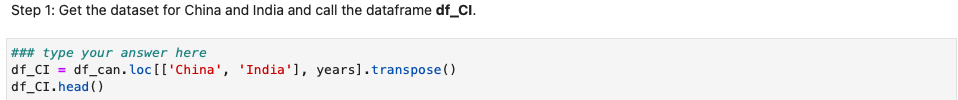 Step 1: Get the dataset for China and India and call the dataframe df_CI.
### type your answer here
df_CI = df_can.loc[['China', 'India'], years].transpose()
df_CI.head()